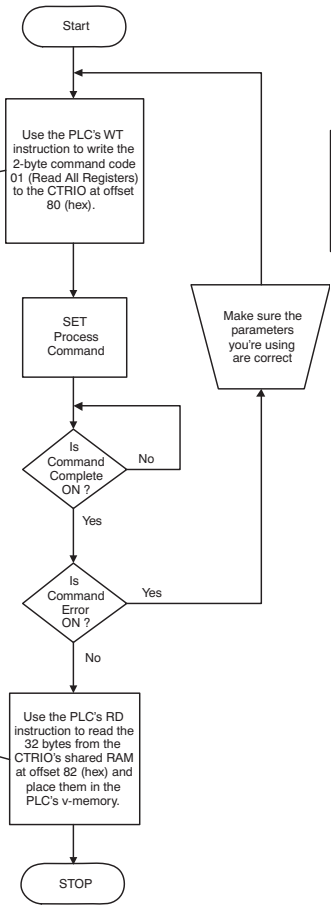 Start
Use the PLC's WT
instruction to write the
2-byte command code
01 (Read All Registers)
to the CTRIO at offset
80 (hex).
SET
Process
Command
Make sure the
parameters
you're using
are correct
Is
Command
Complete
ON ?
No
Yes
Is
Command
Error
ON ?
Yes
No
Use the PLC's RD
instruction to read the
32 bytes from the
CTRIO's shared RAM
at offset 82 (hex) and
place them in the
PLC's v-memory.
STOP